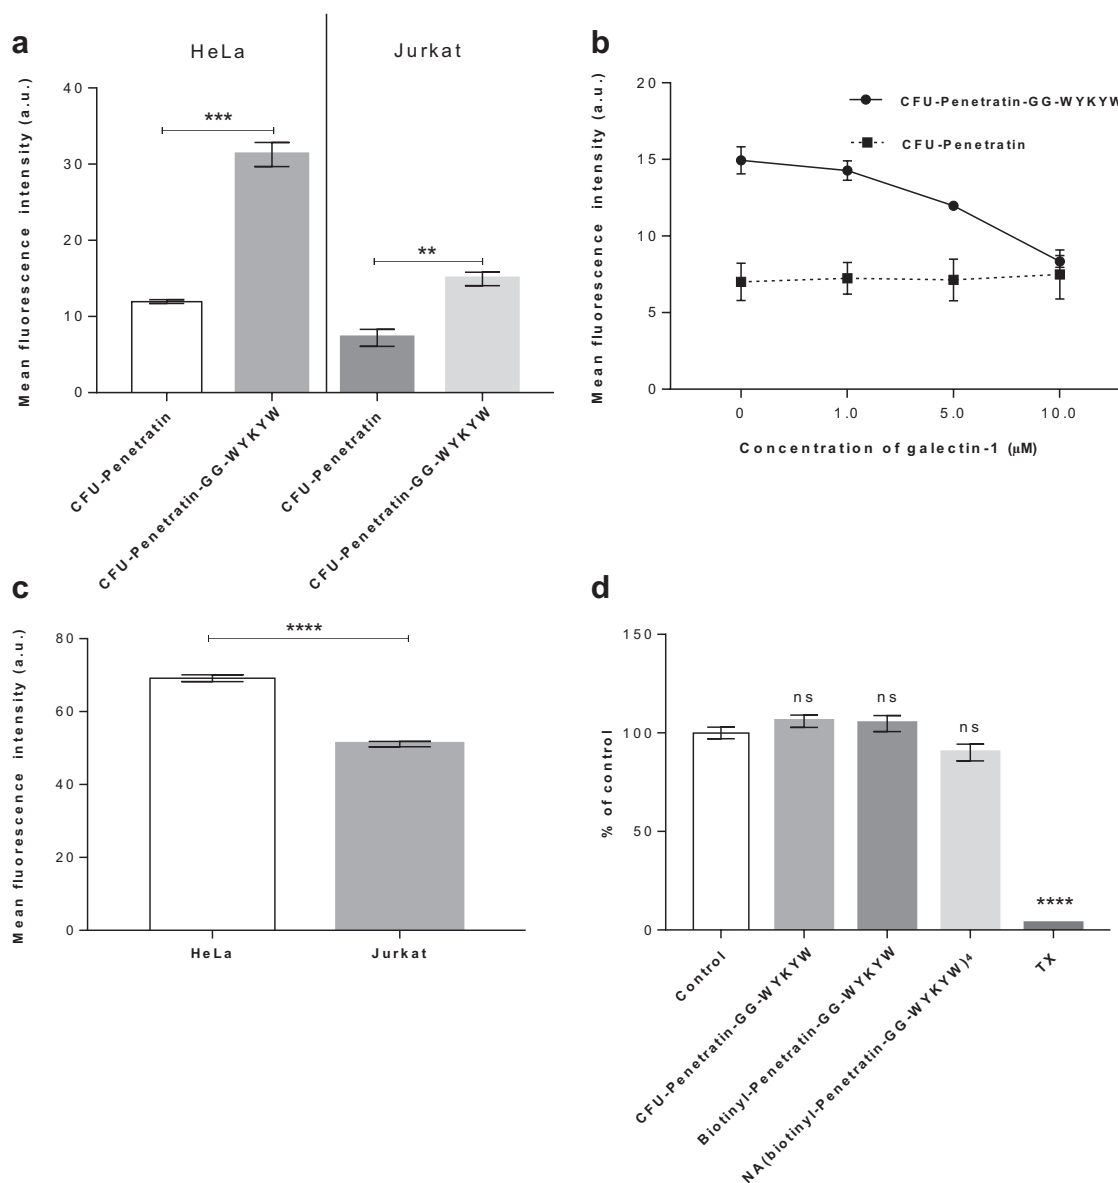 a
HeLa
Jurkat
Mean fluorescence intensity (a.u.)
40
30
20
10
0
***
**
CFU-Penetratin
CFU-Penetratin-GG-WYKYW
CFU-Penetratin
CFU-Penetratin-GG-WYKYW
b
Mean fluorescence intensity (a.u.)
20
15
10
5
0
CFU-Penetratin-GG-WYKYW
CFU-Penetratin
0 1.0 5.0 10.0
Concentration of galectin-1 (μM)
c
Mean fluorescence intensity (a.u.)
80
60
40
20
0
****
HeLa Jurkat
d
% of control
150
100
50
0
ns
ns
ns
****
Control
CFU-Penetratin-GG-WYKYW
Biotinyl-Penetratin-GG-WYKYW
NA(biotinyl-Penetratin-GG-WYKYW)4
TX